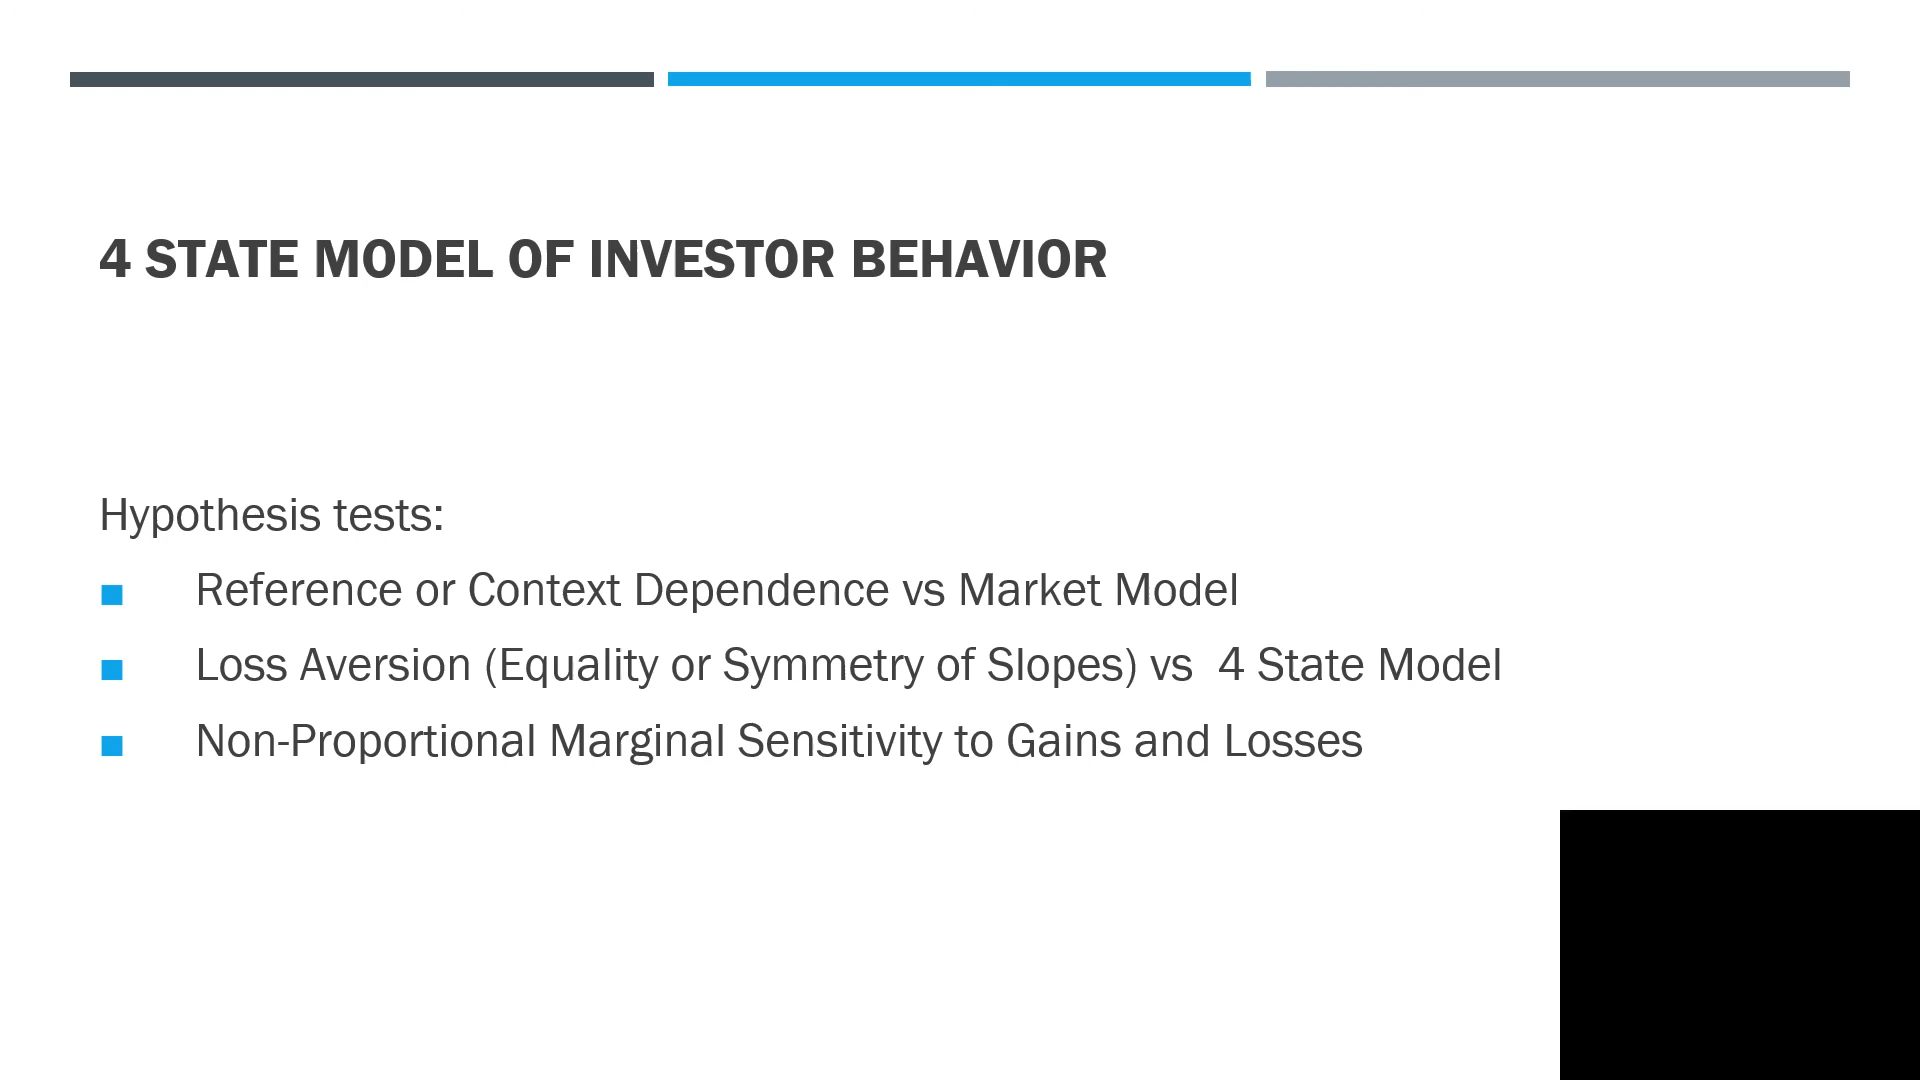 4 STATE MODEL OF INVESTOR BEHAVIOR
Hypothesis tests:
Reference or Context Dependence vs Market Model
Loss Aversion (Equality or Symmetry of Slopes) vs  4 State Model
Non-Proportional Marginal Sensitivity to Gains and Losses